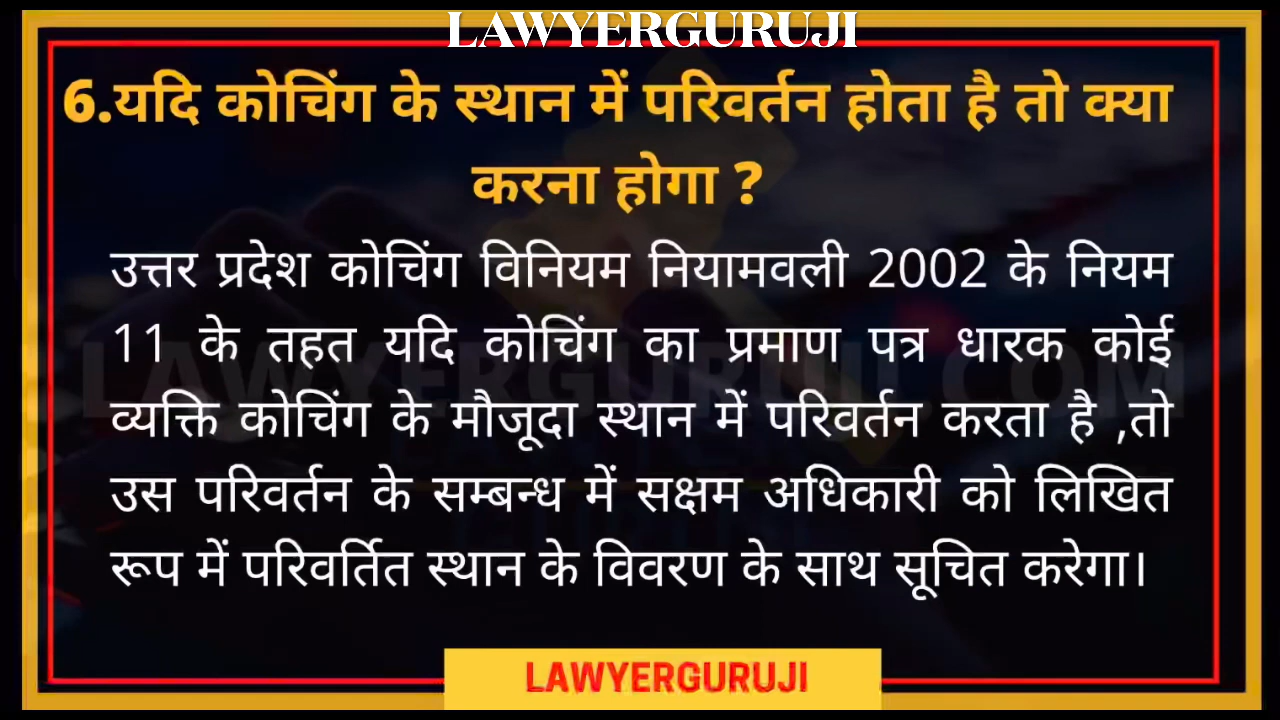 LAWYERGURUJI
6.यदि कोचिंग के स्थान में परिवर्तन होता है तो क्या
करना होगा ?
उत्तर प्रदेश कोचिंग विनियम नियामवली 2002 के नियम
11 के तहत यदि कोचिंग का प्रमाण पत्र धारक कोई
व्यक्ति कोचिंग के मौजूदा स्थान में परिवर्तन करता है ,तो
उस परिवर्तन के सम्बन्ध में सक्षम अधिकारी को लिखित
रूप में परिवर्तित स्थान के विवरण के साथ सूचित करेगा।
LAWYERGURUJI.COM
LAWYERGURUJI